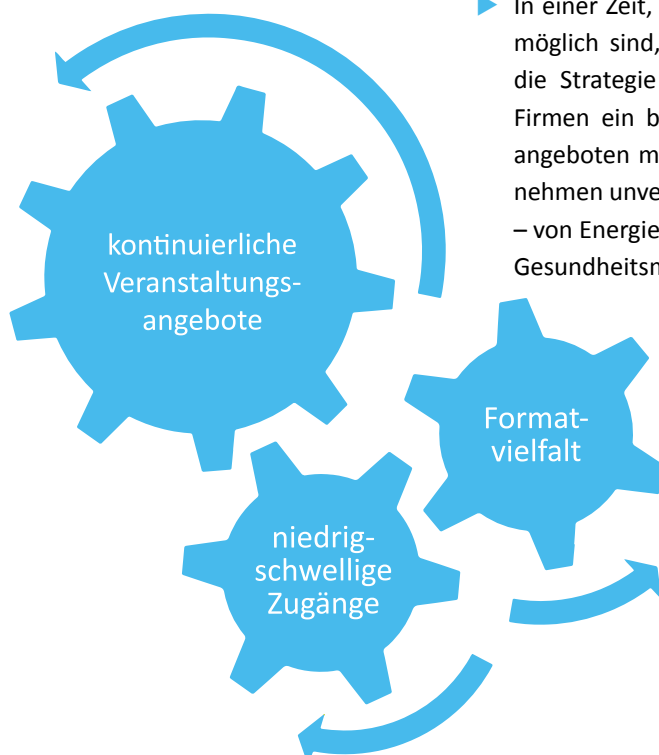 In einer Zeit,
möglich sind,
die Strategie
Firmen ein b
angeboten m
nehmen unve
– von Energie
Gesundheitsm
kontinuierliche
Veranstaltungs-
angebote
Format-
vielfalt
niedrig-
schwellige
Zugänge